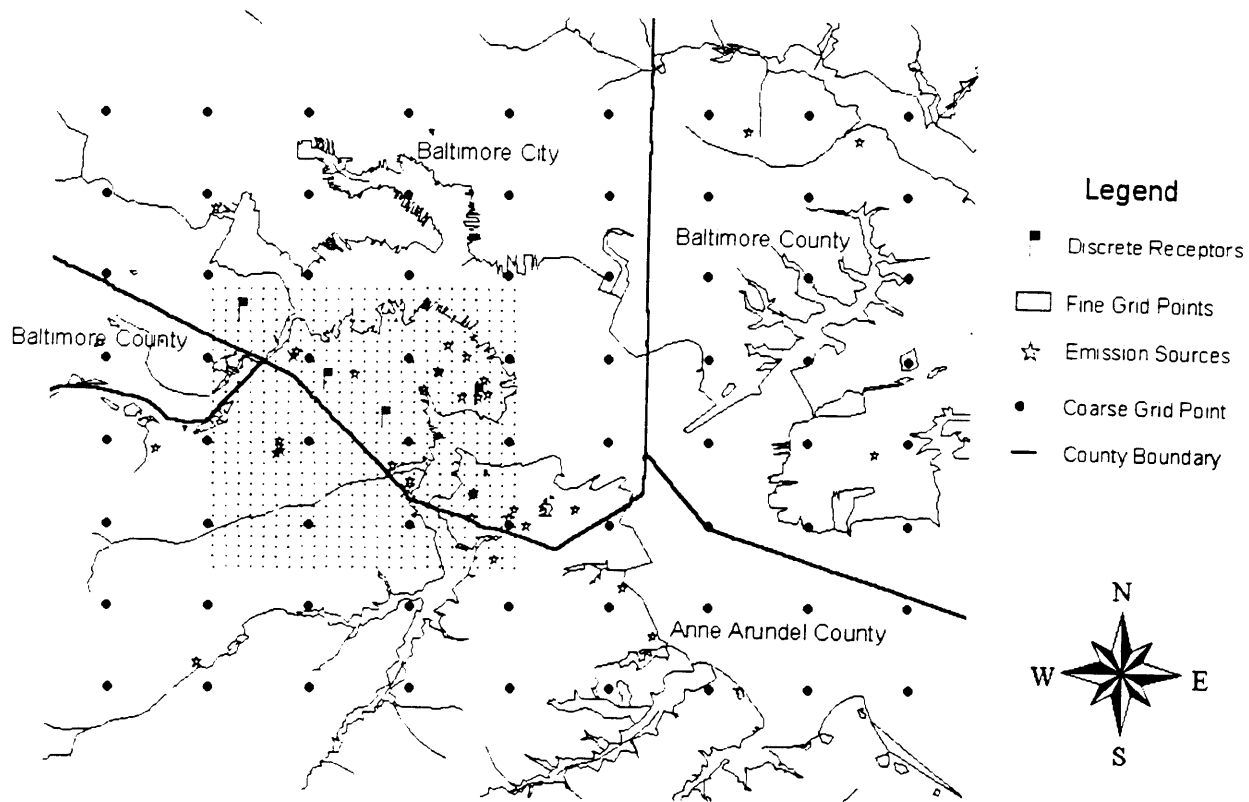 Baltimore City
Baltimore County
Baltimore County
Anne Arundel County
Legend
Discrete Receptors
Fine Grid Points
Emission Sources
Coarse Grid Point
County Boundary
N
W
E
S